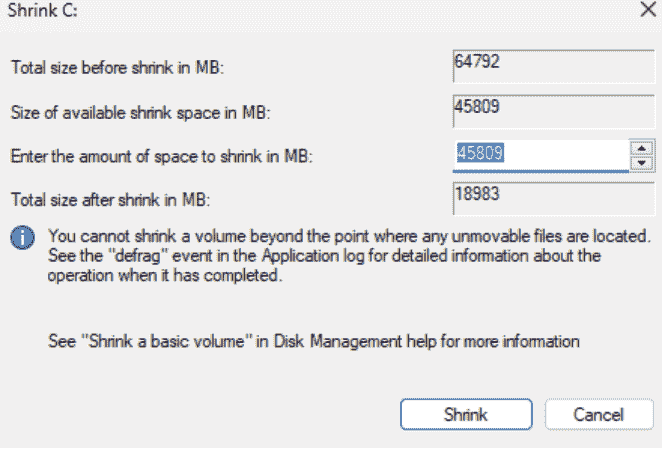 Shrink C:
Total size before shrink in MB:
64792
Size of available shrink space in MB:
45809
Enter the amount of space to shrink in MB:
45809
Total size after shrink in MB:
18983
You cannot shrink a volume beyond the point where any unmovable files are located.
See the "defrag" event in the Application log for detailed information about the
operation when it has completed.
See "Shrink a basic volume" in Disk Management help for more information
Shrink
Cancel